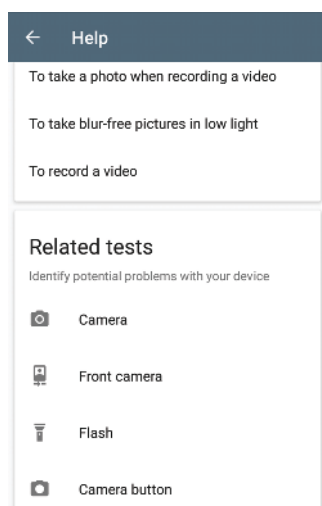 Help
To take a photo when recording a video
To take blur-free pictures in low light
To record a video
Related tests
Identify potential problems with your device
Camera
Front camera
Flash
Camera button